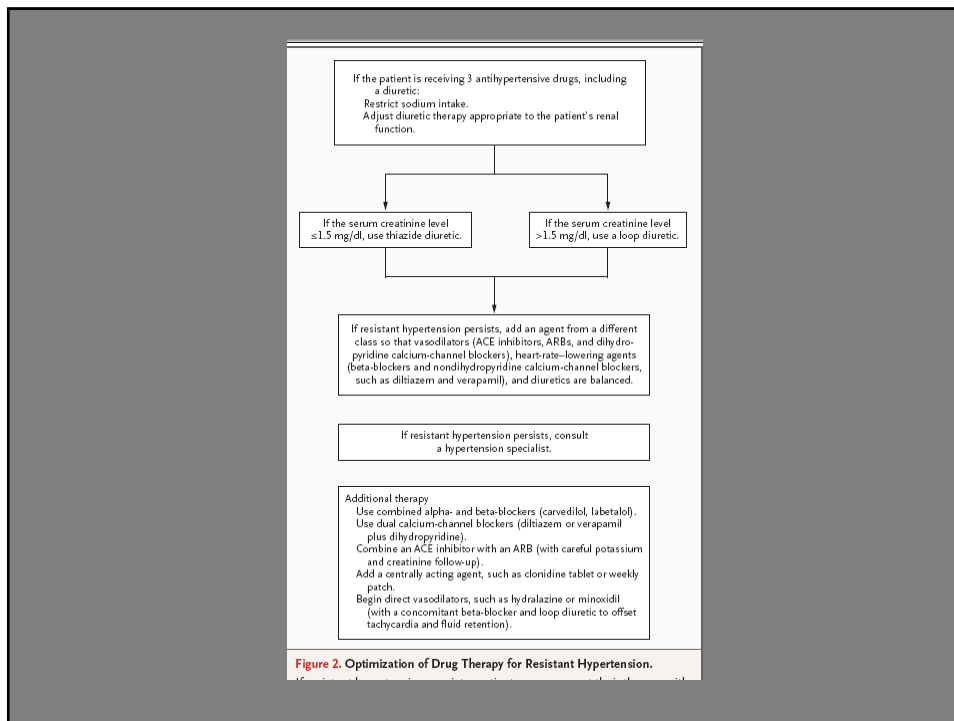 If the patient is receiving 3 antihypertensive drugs, including
a diuretic:
Restrict sodium intake.
Adjust diuretic therapy appropriate to the patient's renal
function.
If the serum creatinine level
≤1.5 mg/dl, use thiazide diuretic.
If the serum creatinine level
>1.5 mg/dl, use a loop diuretic.
If resistant hypertension persists, add an agent from a different
class so that vasodilators (ACE inhibitors, ARBs, and dihydro-
pyridine calcium-channel blockers), heart-rate–lowering agents
(beta-blockers and nondihydropyridine calcium-channel blockers,
such as diltiazem and verapamil), and diuretics are balanced.
If resistant hypertension persists, consult
a hypertension specialist.
Additional therapy
Use combined alpha- and beta-blockers (carvedilol, labetalol).
Use dual calcium-channel blockers (diltiazem or verapamil
plus dihydropyridine).
Combine an ACE inhibitor with an ARB (with careful potassium
and creatinine follow-up).
Add a centrally acting agent, such as clonidine tablet or weekly
patch.
Begin direct vasodilators, such as hydralazine or minoxidil
(with a concomitant beta-blocker and loop diuretic to offset
tachycardia and fluid retention).
Figure 2. Optimization of Drug Therapy for Resistant Hypertension.